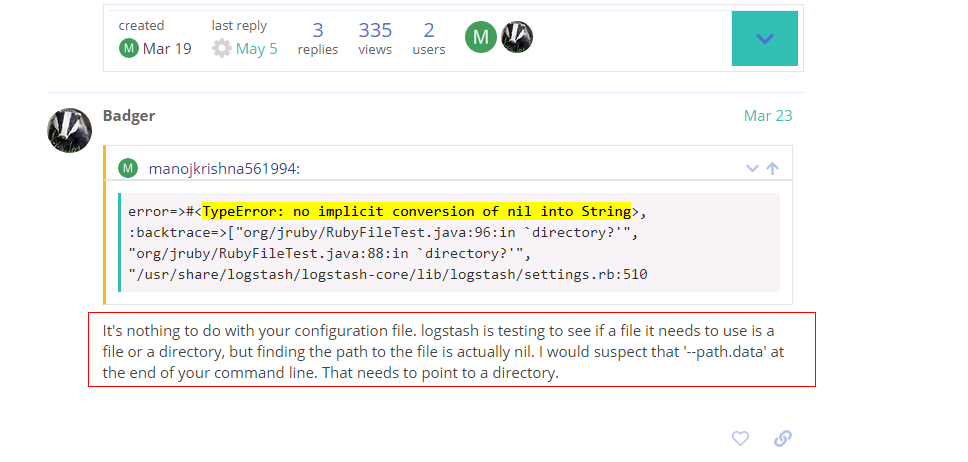 created
last reply
3
335
2
M Mar 19
May 5
replies
views
users
M
Badger
Mar 23
M manojkrishna561994:
error=>#<TypeError: no implicit conversion of nil into String>,
:backtrace=>["org/jruby/RubyFileTest.java:96:in `directory?'",
"org/jruby/RubyFileTest.java:88:in `directory?'",
"/usr/share/logstash/logstash-core/lib/logstash/settings.rb:510
It's nothing to do with your configuration file. logstash is testing to see if a file it needs to use is a
file or a directory, but finding the path to the file is actually nil. I would suspect that '--path.data' at
the end of your command line. That needs to point to a directory.